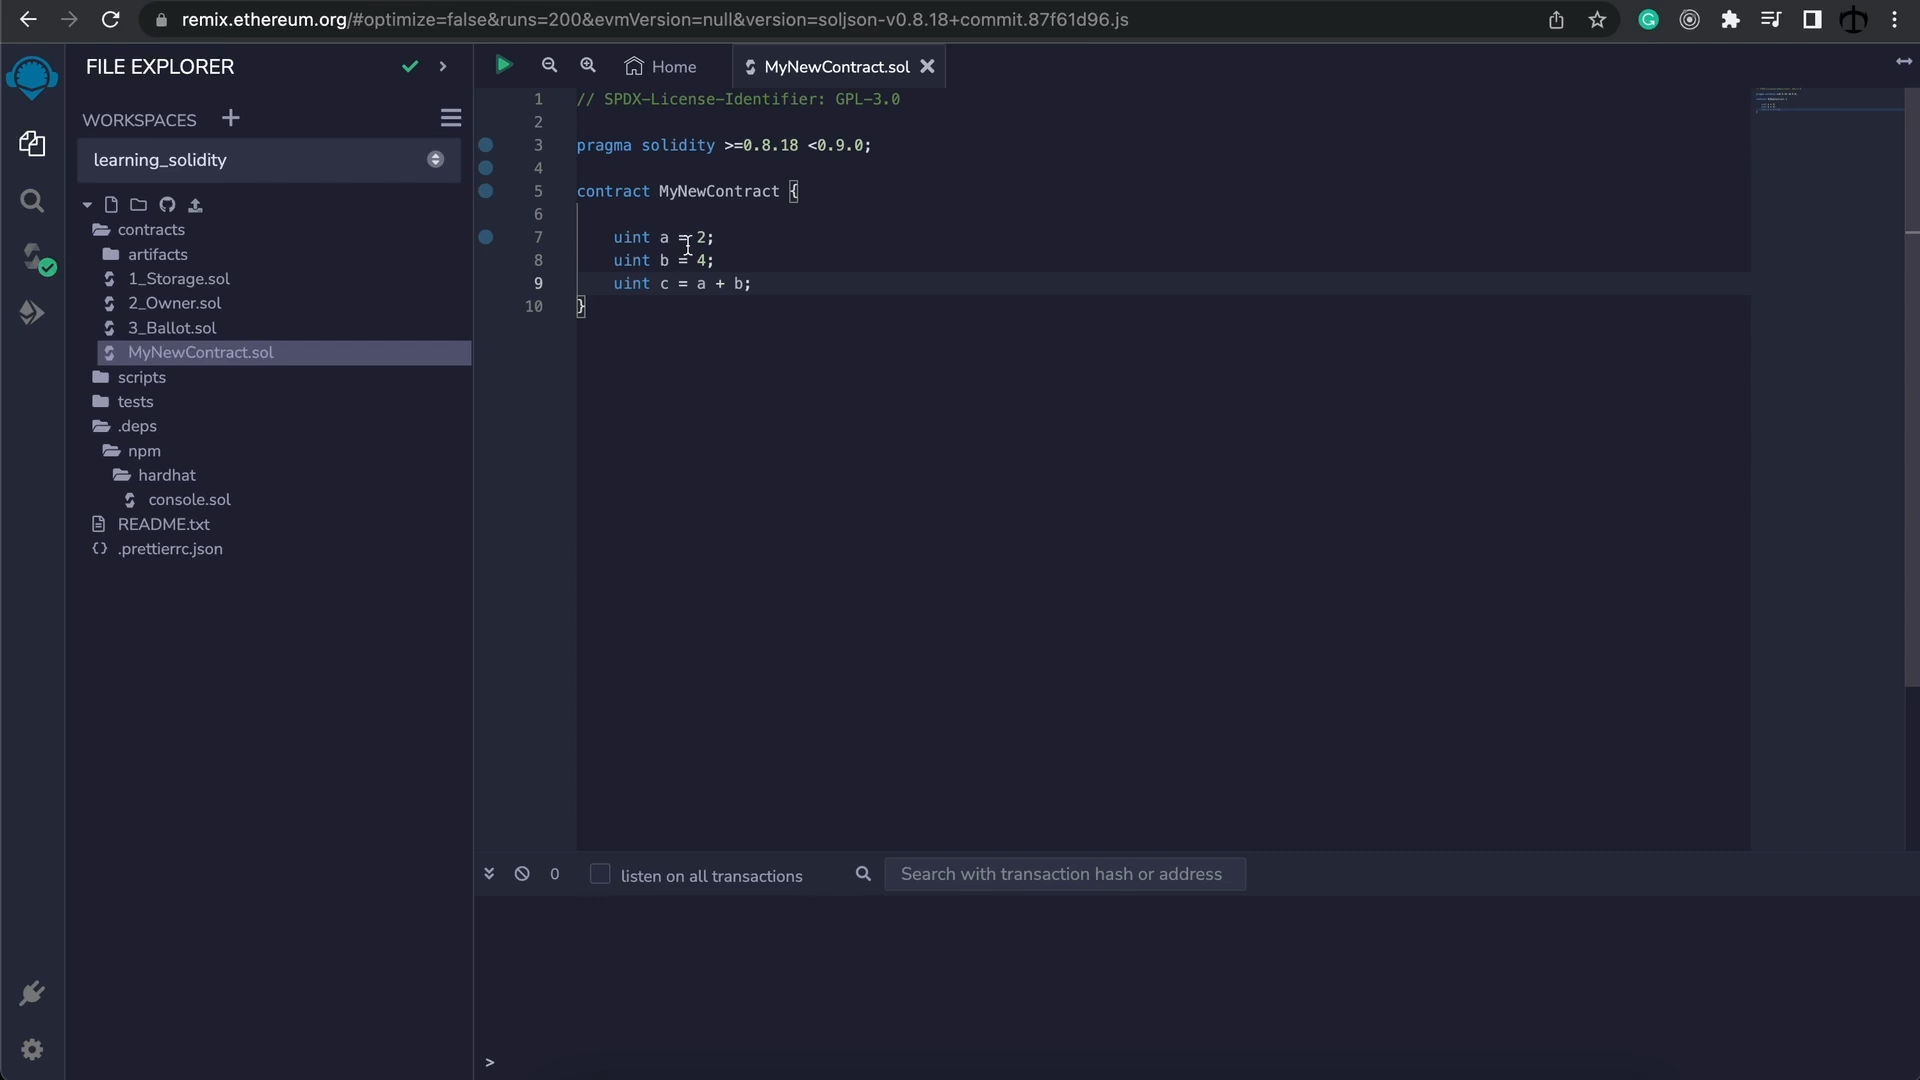 remix.ethereum.org/#optimize=false&runs=200&evmVersion=null&version=soljson-v0.8.18+commit.87f61d96.js
FILE EXPLORER
WORKSPACES
learning_solidity
contracts
artifacts
1_Storage.sol
2_Owner.sol
3_Ballot.sol
MyNewContract.sol
scripts
tests
.deps
npm
hardhat
console.sol
README.txt
.prettierrc.json
Home
MyNewContract.sol
1 // SPDX-License-Identifier: GPL-3.0
2
3 pragma solidity >=0.8.18 <0.9.0;
4
5 contract MyNewContract {
6
7 uint a = 2;
8 uint b = 4;
9 uint c = a + b;
10 }
0 listen on all transactions Search with transaction hash or address
>